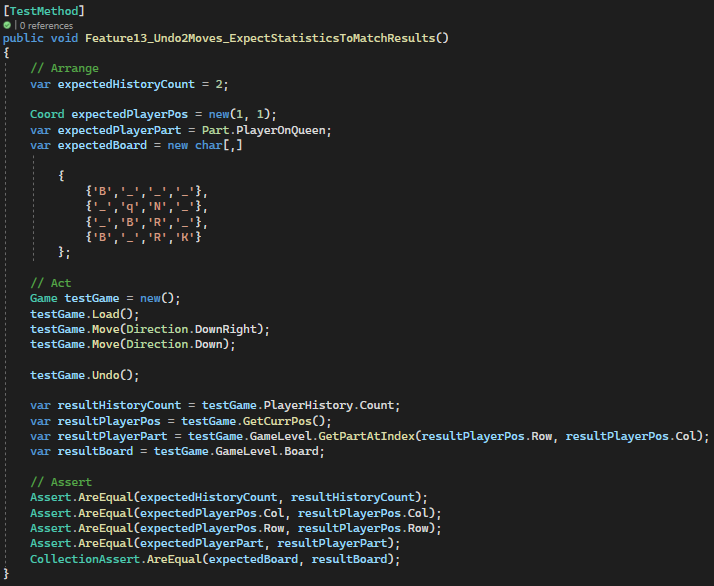 [TestMethod]
| 0 references
public void Feature13_Undo2Moves_ExpectStatisticsToMatchResults()
{
// Arrange
var expectedHistoryCount = 2;
Coord expectedPlayerPos = new(1, 1);
var expectedPlayerPart = Part.PlayerOnQueen;
var expectedBoard = new char[,]
{
{'B','_','_','_'},
{'_','q','N','_'},
{'_','B','R','_'},
{'B','_','R','K'}
};
// Act
Game testGame = new();
testGame.Load();
testGame.Move(Direction.DownRight);
testGame.Move(Direction.Down);
testGame.Undo();
var resultHistoryCount = testGame.PlayerHistory.Count;
var resultPlayerPos = testGame.GetCurrPos();
var resultPlayerPart = testGame.GameLevel.GetPartAtIndex(resultPlayerPos.Row, resultPlayerPos.Col);
var resultBoard = testGame.GameLevel.Board;
// Assert
Assert.AreEqual(expectedHistoryCount, resultHistoryCount);
Assert.AreEqual(expectedPlayerPos.Col, resultPlayerPos.Col);
Assert.AreEqual(expectedPlayerPos.Row, resultPlayerPos.Row);
Assert.AreEqual(expectedPlayerPart, resultPlayerPart);
CollectionAssert.AreEqual(expectedBoard, resultBoard);
}